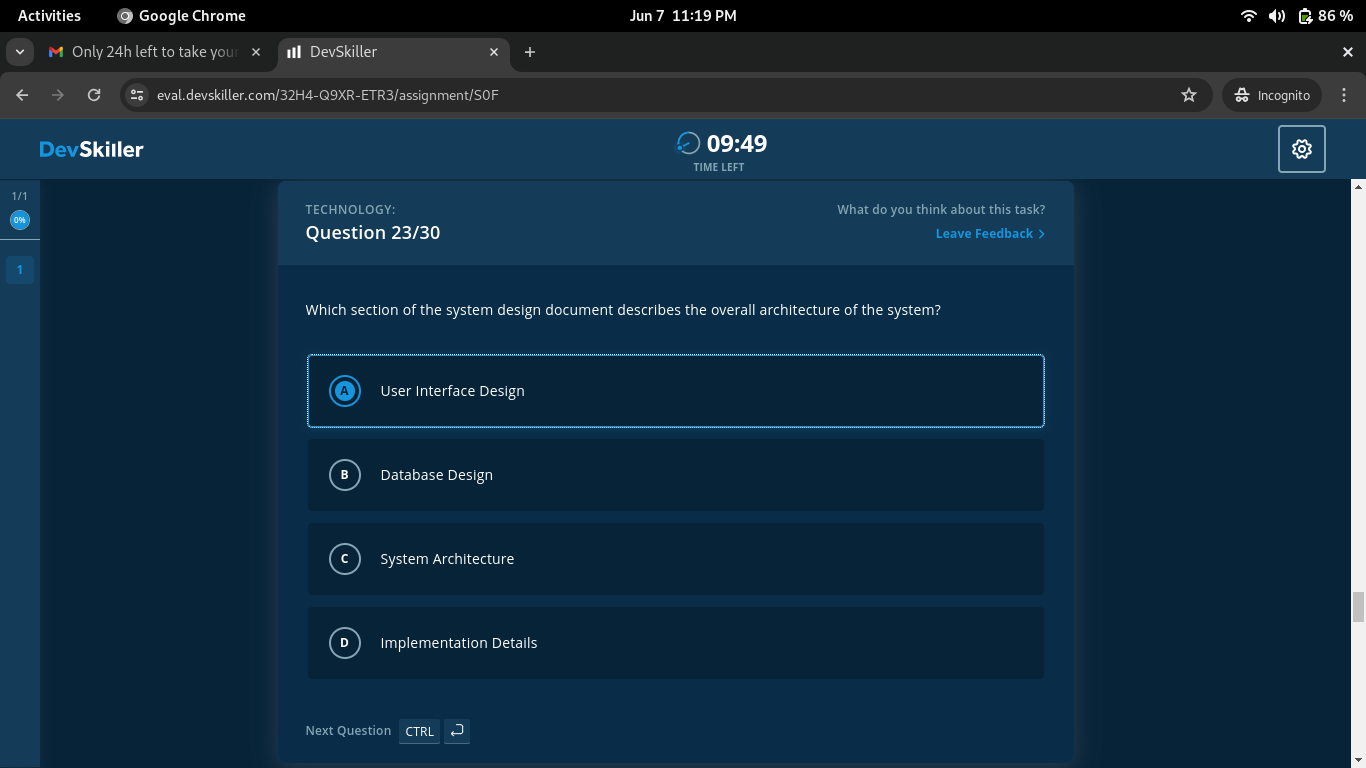 Activities
Google Chrome
Jun 7 11:19 PM
86 %
Only 24h left to take your
DevSkiller
eval.devskiller.com/32H4-Q9XR-ETR3/assignment/S0F
Incognito
DevSkiller
09:49
TIME LEFT
1/1
0%
1
TECHNOLOGY:
What do you think about this task?
Question 23/30
Leave Feedback
Which section of the system design document describes the overall architecture of the system?
A User Interface Design
B Database Design
C System Architecture
D Implementation Details
Next Question CTRL